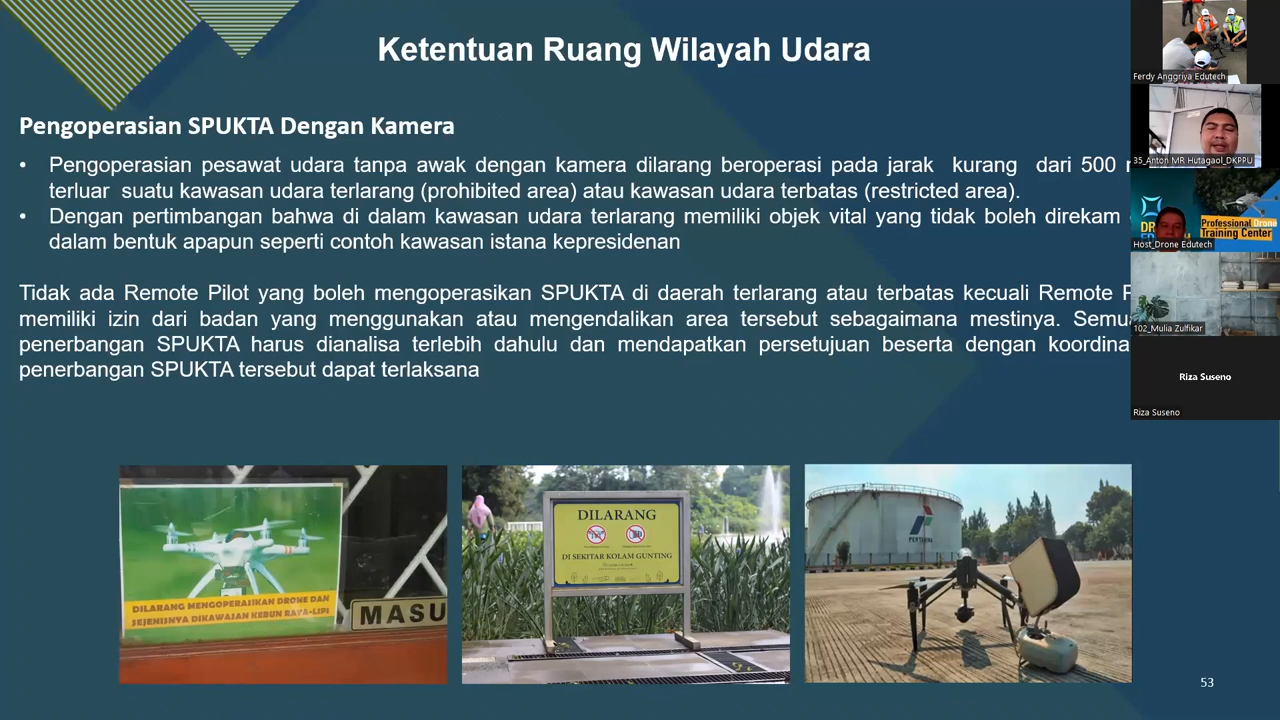 Ketentuan Ruang Wilayah Udara
Pengoperasian SPUKTA Dengan Kamera
• Pengoperasian pesawat udara tanpa awak dengan kamera dilarang beroperasi pada jarak kurang dari 500
terluar suatu kawasan udara terlarang (prohibited area) atau kawasan udara terbatas (restricted area).
• Dengan pertimbangan bahwa di dalam kawasan udara terlarang memiliki objek vital yang tidak boleh direkam
dalam bentuk apapun seperti contoh kawasan istana kepresidenan
Tidak ada Remote Pilot yang boleh mengoperasikan SPUKTA di daerah terlarang atau terbatas kecuali Remote
memiliki izin dari badan yang menggunakan atau mengendalikan area tersebut sebagaimana mestinya. Semu
penerbangan SPUKTA harus dianalisa terlebih dahulu dan mendapatkan persetujuan beserta dengan koordina
penerbangan SPUKTA tersebut dapat terlaksana
DILARANG MENGOPERASIKAN DRONE DAN
SEJENISNYA DIKAWASAN KEBUN RAYA-LIPI
MASU
DILARANG
DI SEKITAR KOLAM GUNTING
PERTAMINA
53
Ferdy Anggriya Edutech
35_Anton MR Hutagaol_DKPPU
Professional Drone
Training Center
Host_Drone Edutech
102_Mulia Zulfikar
Riza Suseno
Riza Suseno